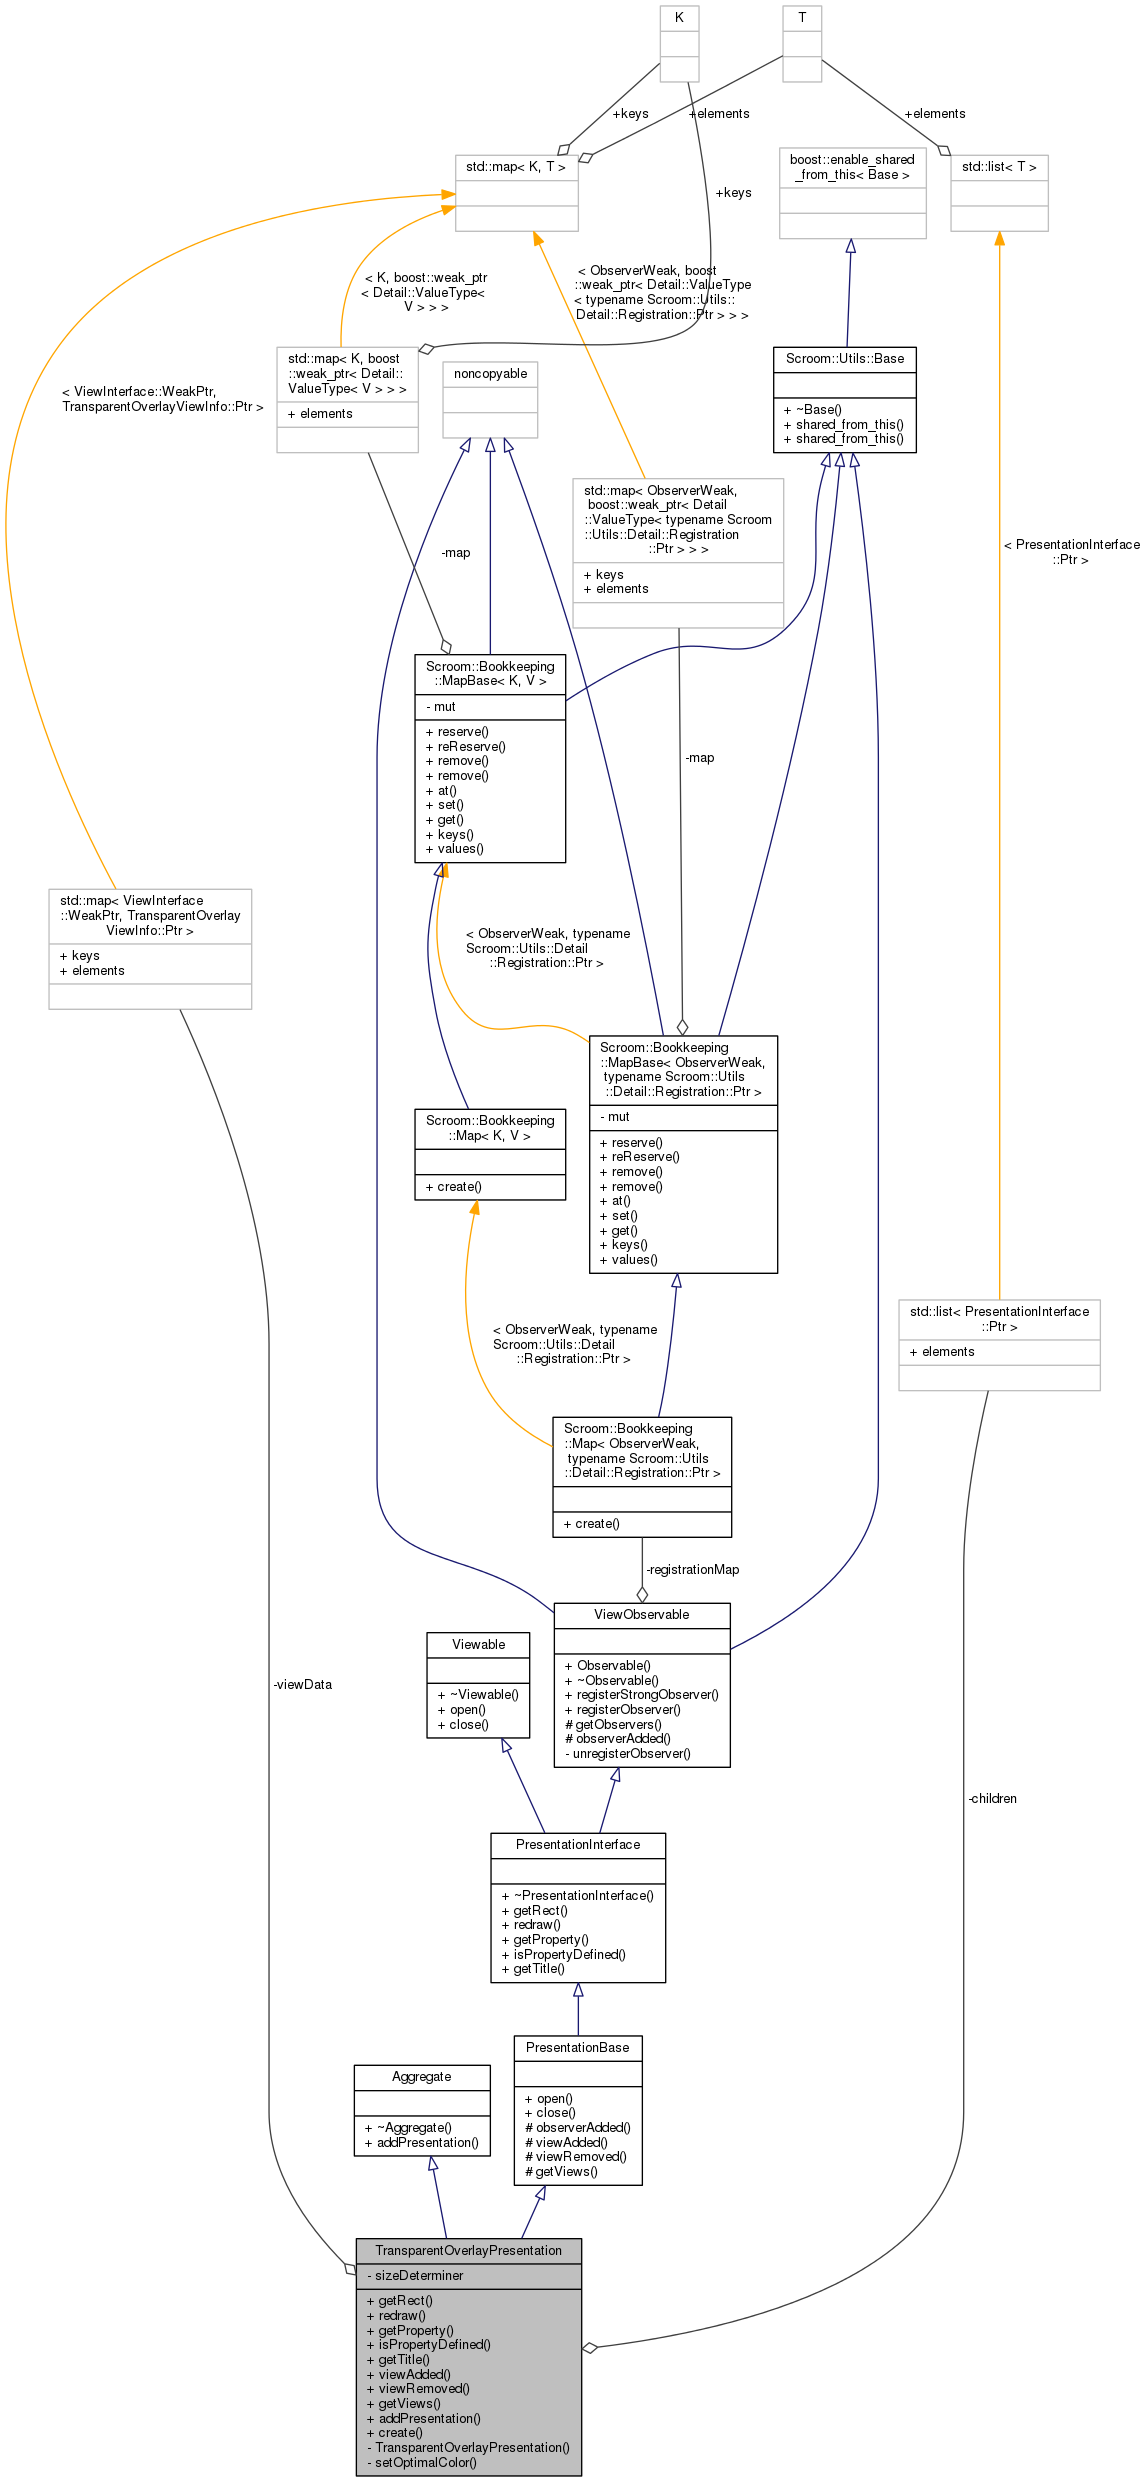 K
T
+keys
+elements
+elements
std::map< K, T >
boost::enable_shared
_from_this< Base >
std::list< T >
+keys
< K, boost::weak_ptr
< Detail::ValueType<
V > > >
< ObserverWeak, boost
::weak_ptr< Detail::ValueType
< typename Scroom::Utils::
Detail::Registration::Ptr > > >
< ViewInterface::WeakPtr,
TransparentOverlayViewInfo::Ptr >
std::map< K, boost
::weak_ptr< Detail::
ValueType< V > > >
+ elements
noncopyable
Scroom::Utils::Base
+ ~Base()
+ shared_from_this()
+ shared_from_this()
-map
std::map< ObserverWeak,
boost::weak_ptr< Detail
::ValueType< typename Scroom
::Utils::Detail::Registration
::Ptr > > >
+ keys
+ elements
< PresentationInterface
::Ptr >
Scroom::Bookkeeping
::MapBase< K, V >
- mut
+ reserve()
+ reReserve()
+ remove()
+ remove()
+ at()
+ set()
+ get()
+ keys()
+ values()
-map
std::map< ViewInterface
::WeakPtr, TransparentOverlay
ViewInfo::Ptr >
+ keys
+ elements
< ObserverWeak, typename
Scroom::Utils::Detail
::Registration::Ptr >
Scroom::Bookkeeping
::MapBase< ObserverWeak,
typename Scroom::Utils
::Detail::Registration::Ptr >
- mut
+ reserve()
+ reReserve()
+ remove()
+ remove()
+ at()
+ set()
+ get()
+ keys()
+ values()
Scroom::Bookkeeping
::Map< K, V >
+ create()
< ObserverWeak, typename
Scroom::Utils::Detail
::Registration::Ptr >
std::list< PresentationInterface
::Ptr >
+ elements
Scroom::Bookkeeping
::Map< ObserverWeak,
typename Scroom::Utils
::Detail::Registration::Ptr >
+ create()
-registrationMap
ViewObservable
+ Observable()
+ ~Observable()
+ registerStrongObserver()
+ registerObserver()
# getObservers()
# observerAdded()
- unregisterObserver()
Viewable
+ ~Viewable()
+ open()
+ close()
-viewData
-children
PresentationInterface
+ ~PresentationInterface()
+ getRect()
+ redraw()
+ getProperty()
+ isPropertyDefined()
+ getTitle()
PresentationBase
+ open()
+ close()
# observerAdded()
# viewAdded()
# viewRemoved()
# getViews()
Aggregate
+ ~Aggregate()
+ addPresentation()
TransparentOverlayPresentation
- sizeDeterminer
+ getRect()
+ redraw()
+ getProperty()
+ isPropertyDefined()
+ getTitle()
+ viewAdded()
+ viewRemoved()
+ getViews()
+ addPresentation()
+ create()
- TransparentOverlayPresentation()
- setOptimalColor()